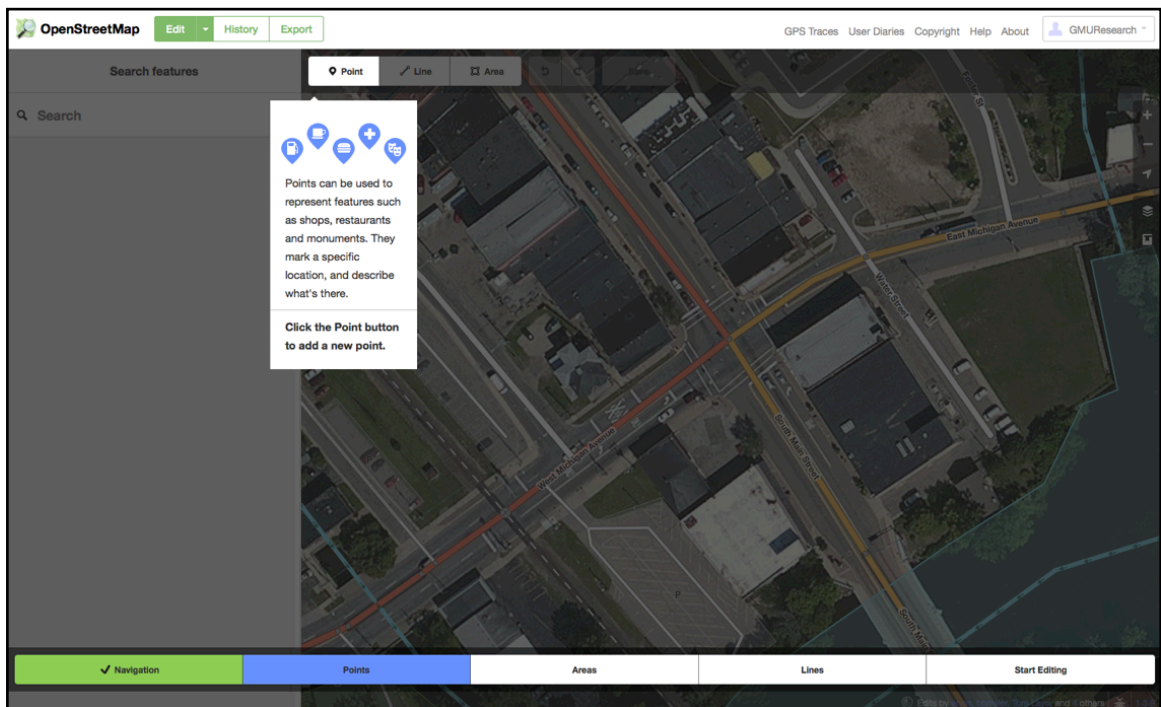 OpenStreetMap
Edit
History
Export
GPS Traces
User Diaries
Copyright
Help
About
GMUResearch
Search features
Point
Line
Area
Save
Search
Points can be used to
represent features such
as shops, restaurants
and monuments. They
mark a specific
location, and describe
what's there.
Click the Point button
to add a new point.
East Michigan Avenue
Water Street
South Main Street
West Michigan Avenue
P
South Main
Navigation
Points
Areas
Lines
Start Editing